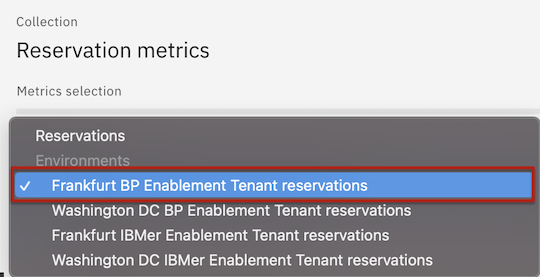 Collection
Reservation metrics
Metrics selection
Reservations
Environments
✓ Frankfurt BP Enablement Tenant reservations
Washington DC BP Enablement Tenant reservations
Frankfurt IBMer Enablement Tenant reservations
Washington DC IBMer Enablement Tenant reservations